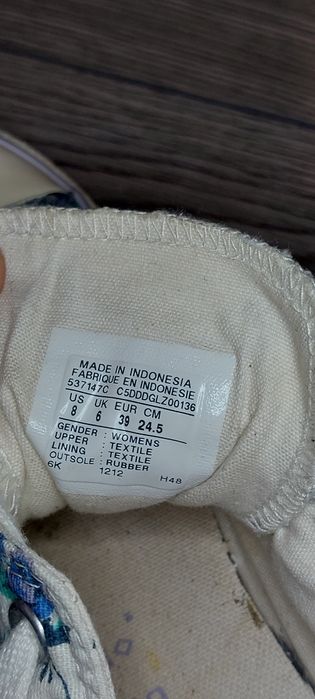 MADE IN INDONESIA
FABRIQUE EN INDONESIE
537147C C5DDDGLZ00136
US UK EUR CM
8 6 39 24.5
GENDER : WOMENS
UPPER : TEXTILE
LINING : TEXTILE
OUTSOLE : RUBBER
6K 1212 H48